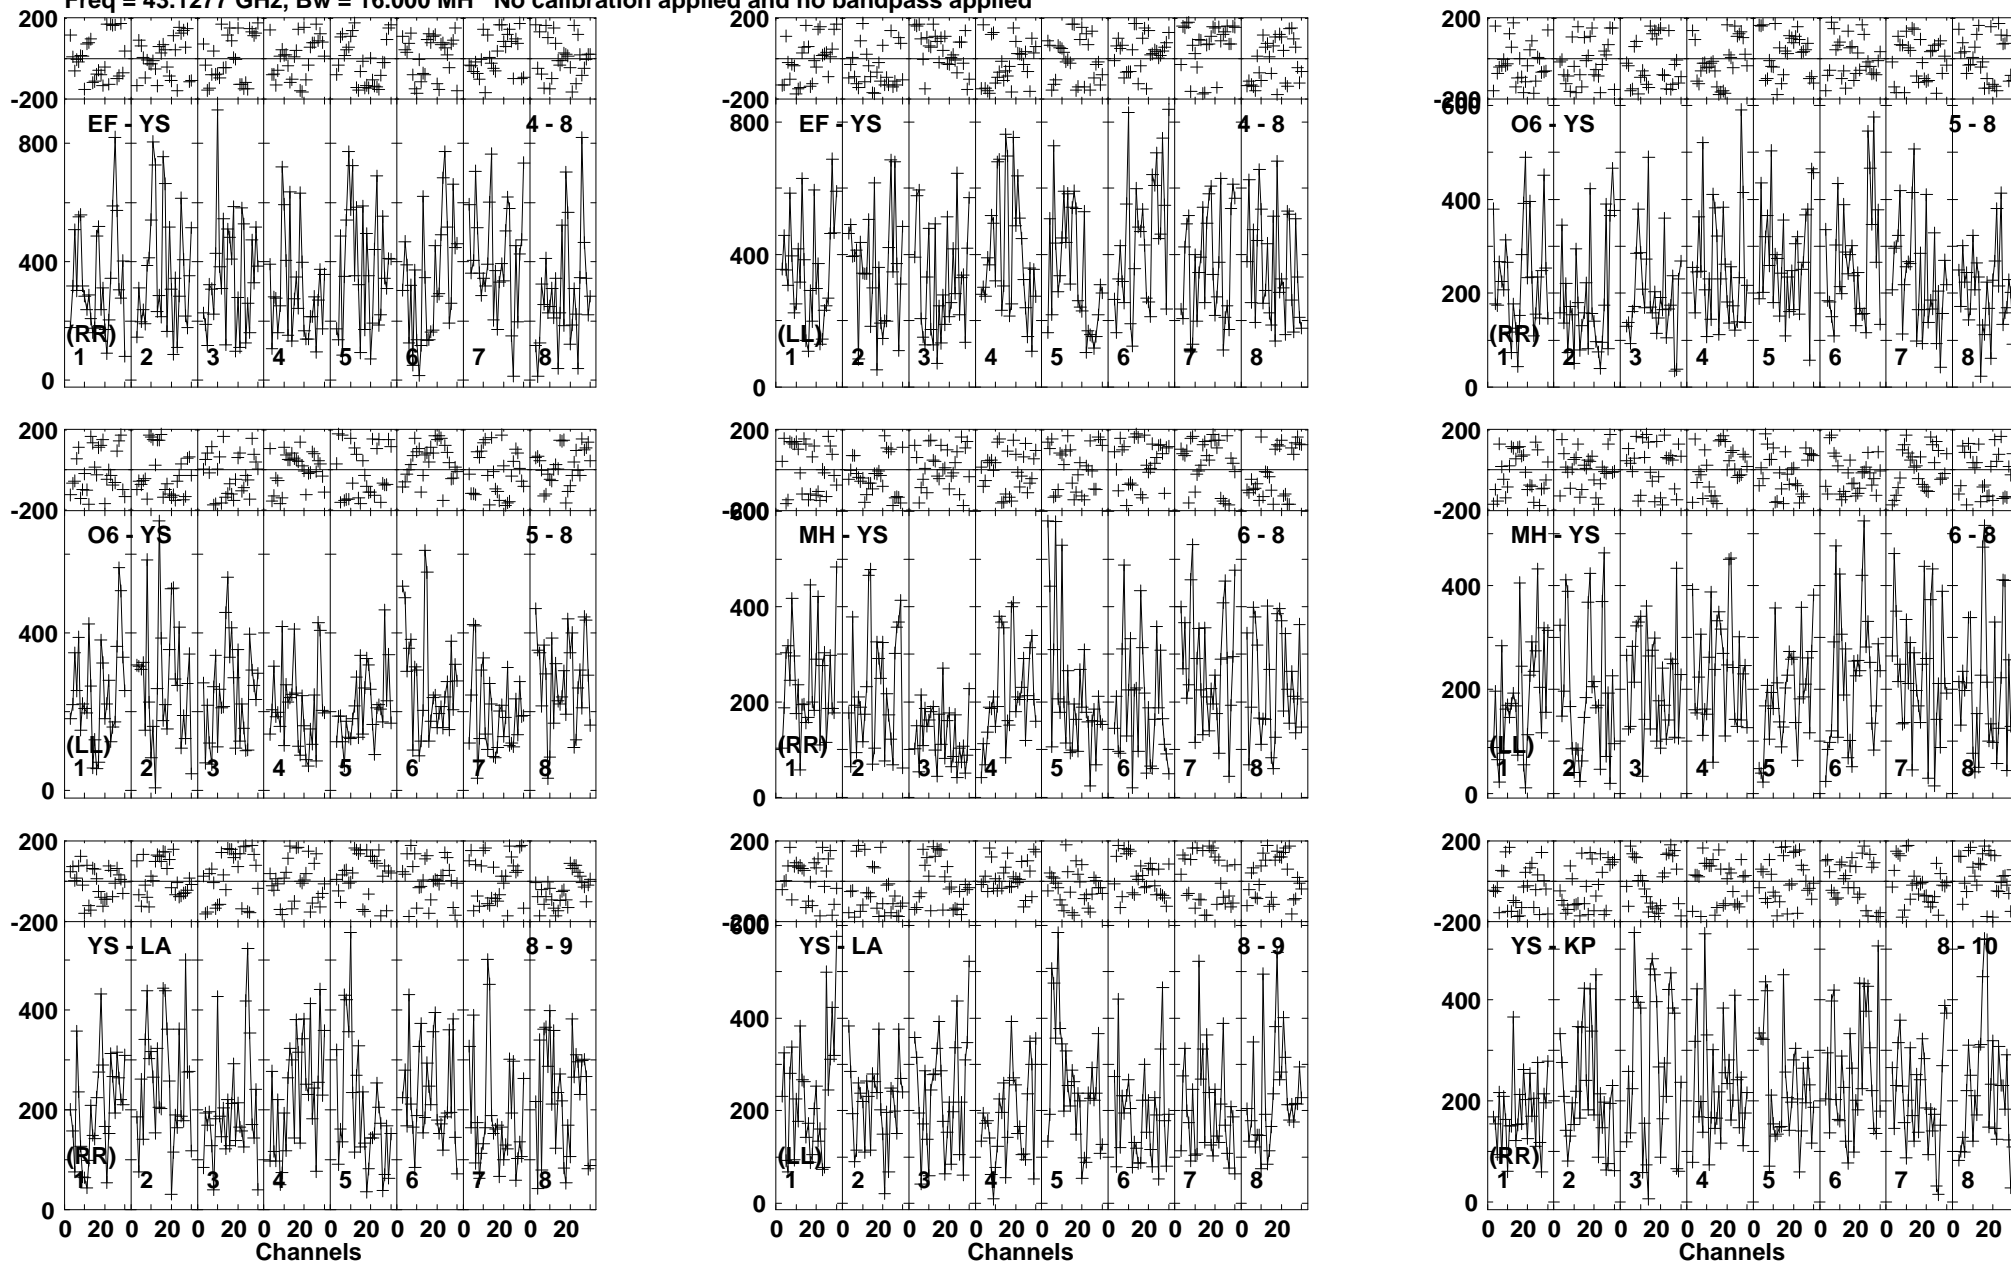 Freq = 43.1277 GHz, Bw = 16.000 MH No calibration applied and no bandpass applied
200 200 200
-200 -200 -200
EF - YS 4 - 8 EF - YS 4 - 8 O6 - YS 5 - 8
800 800 600
400 400 400
200
(RR) (LL) (RR)
1 2 3 4 5 6 7 8 1 2 3 4 5 6 7 8 1 2 3 4 5 6 7 8
0 0 0
200 200 200
-200 -200 -200
O6 - YS 5 - 8 MH - YS 6 - 8 MH - YS 6 - 8
600
400 400 400
200 200
(LL) (RR) (LL)
1 2 3 4 5 6 7 8 1 2 3 4 5 6 7 8 1 2 3 4 5 6 7 8
0 0 0
200 200 200
-200 -200 -200
YS - LA 8 - 9 YS - LA 8 - 9 YS - KP 8 - 10
600
400 400 400
200 200 200
(RR) (LL) (RR)
1 2 3 4 5 6 7 8 1 2 3 4 5 6 7 8 1 2 3 4 5 6 7 8
0 0 0
0 20 0 20 0 20 0 20 0 20 0 20 0 20 0 20 0 20 0 20 0 20 0 20 0 20 0 20 0 20 0 20 0 20 0 20 0 20 0 20 0 20 0 20 0 20 0 20
Channels Channels Channels